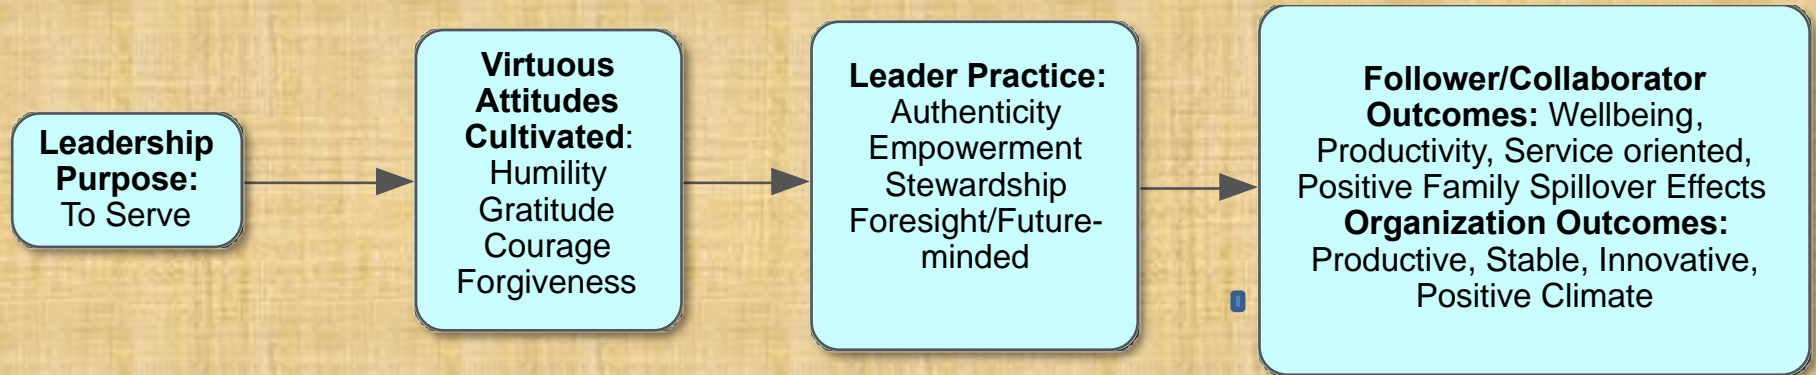 Leadership
Purpose:
To Serve
Virtuous
Attitudes
Cultivated:
Humility
Gratitude
Courage
Forgiveness
Leader Practice:
Authenticity
Empowerment
Stewardship
Foresight/Future-
minded
Follower/Collaborator
Outcomes: Wellbeing,
Productivity, Service oriented,
Positive Family Spillover Effects
Organization Outcomes:
Productive, Stable, Innovative,
Positive Climate